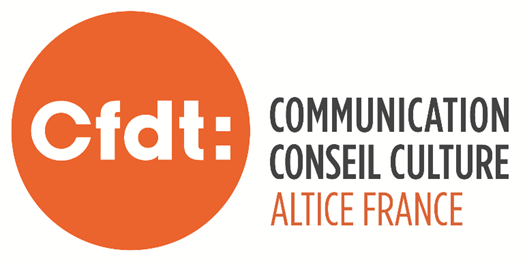 Cfdt:
COMMUNICATION
CONSEIL CULTURE
ALTICE FRANCE